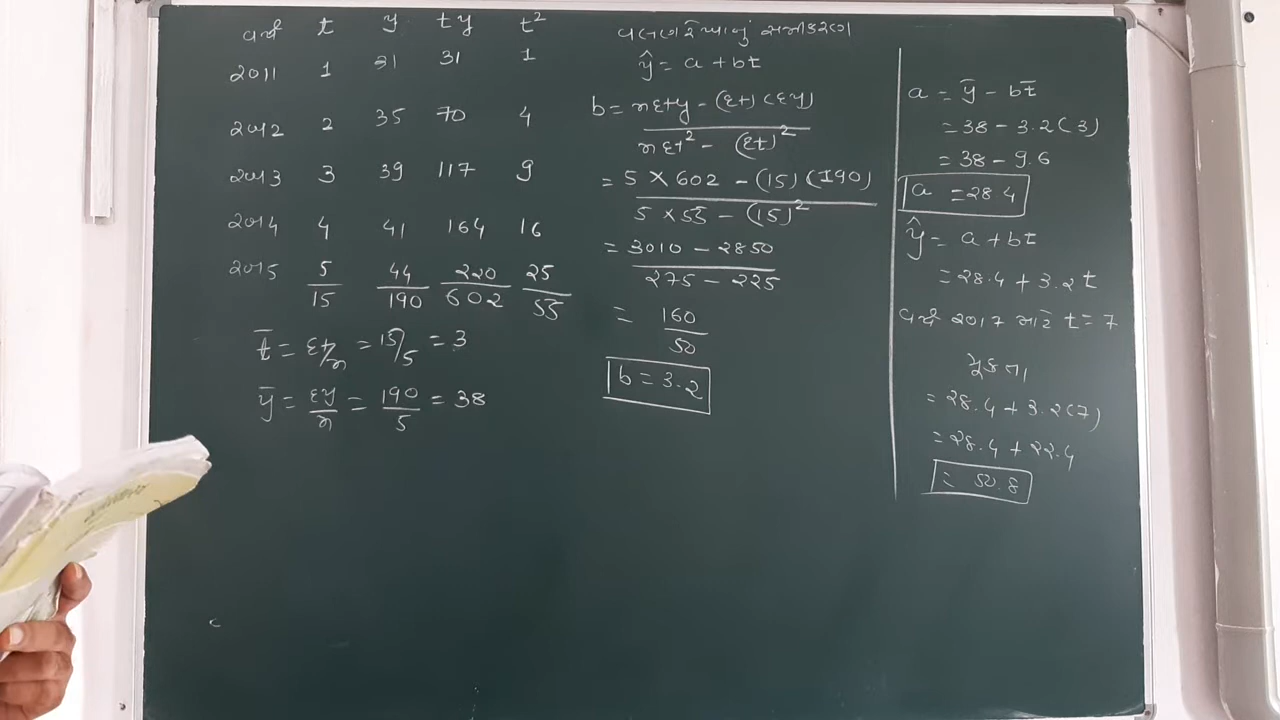 વર્ષ t y ty t²
2011 1 31 31 1
2012 2 35 70 4
2013 3 39 117 9
2014 4 41 164 16
2015 5 44 220 25
15 190 602 55
t̄ = Σt/n = 15/5 = 3
ȳ = Σy/n = 190/5 = 38
વલણરેખાનું સમીકરણ
ŷ = a + bt
b = nΣty - (Σt)(Σy)
nΣt² - (Σt)²
= 5 × 602 - (15)(190)
5 × 55 - (15)²
= 3010 - 2850
275 - 225
= 160
50
b = 3.2
a = ȳ - bt̄
= 38 - 3.2(3)
= 38 - 9.6
a = 28.4
ŷ = a + bt
= 28.4 + 3.2t
વર્ષ 2017 માટે t = 7
મૂકતા
= 28.4 + 3.2(7)
= 28.4 + 22.4
= 50.8